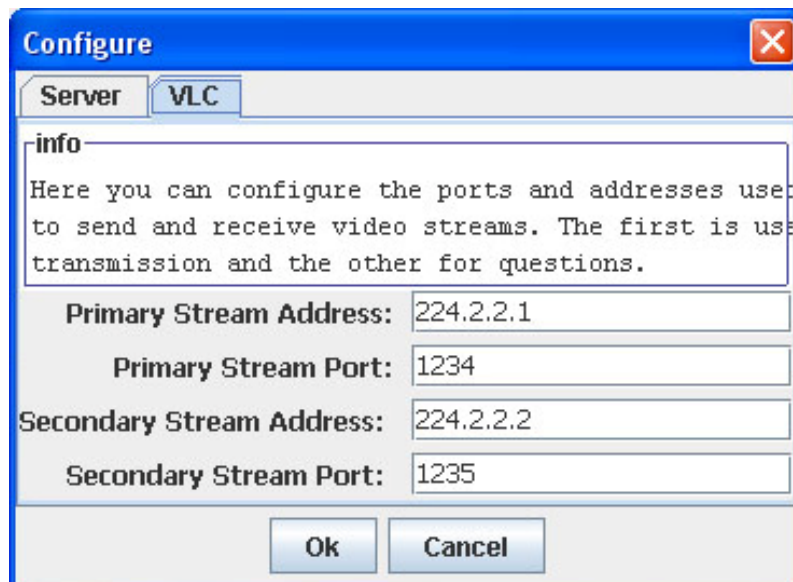 Configure
Server VLC
info
Here you can configure the ports and addresses used
to send and receive video streams. The first is use
transmission and the other for questions.
Primary Stream Address: 224.2.2.1
Primary Stream Port: 1234
Secondary Stream Address: 224.2.2.2
Secondary Stream Port: 1235
Ok Cancel